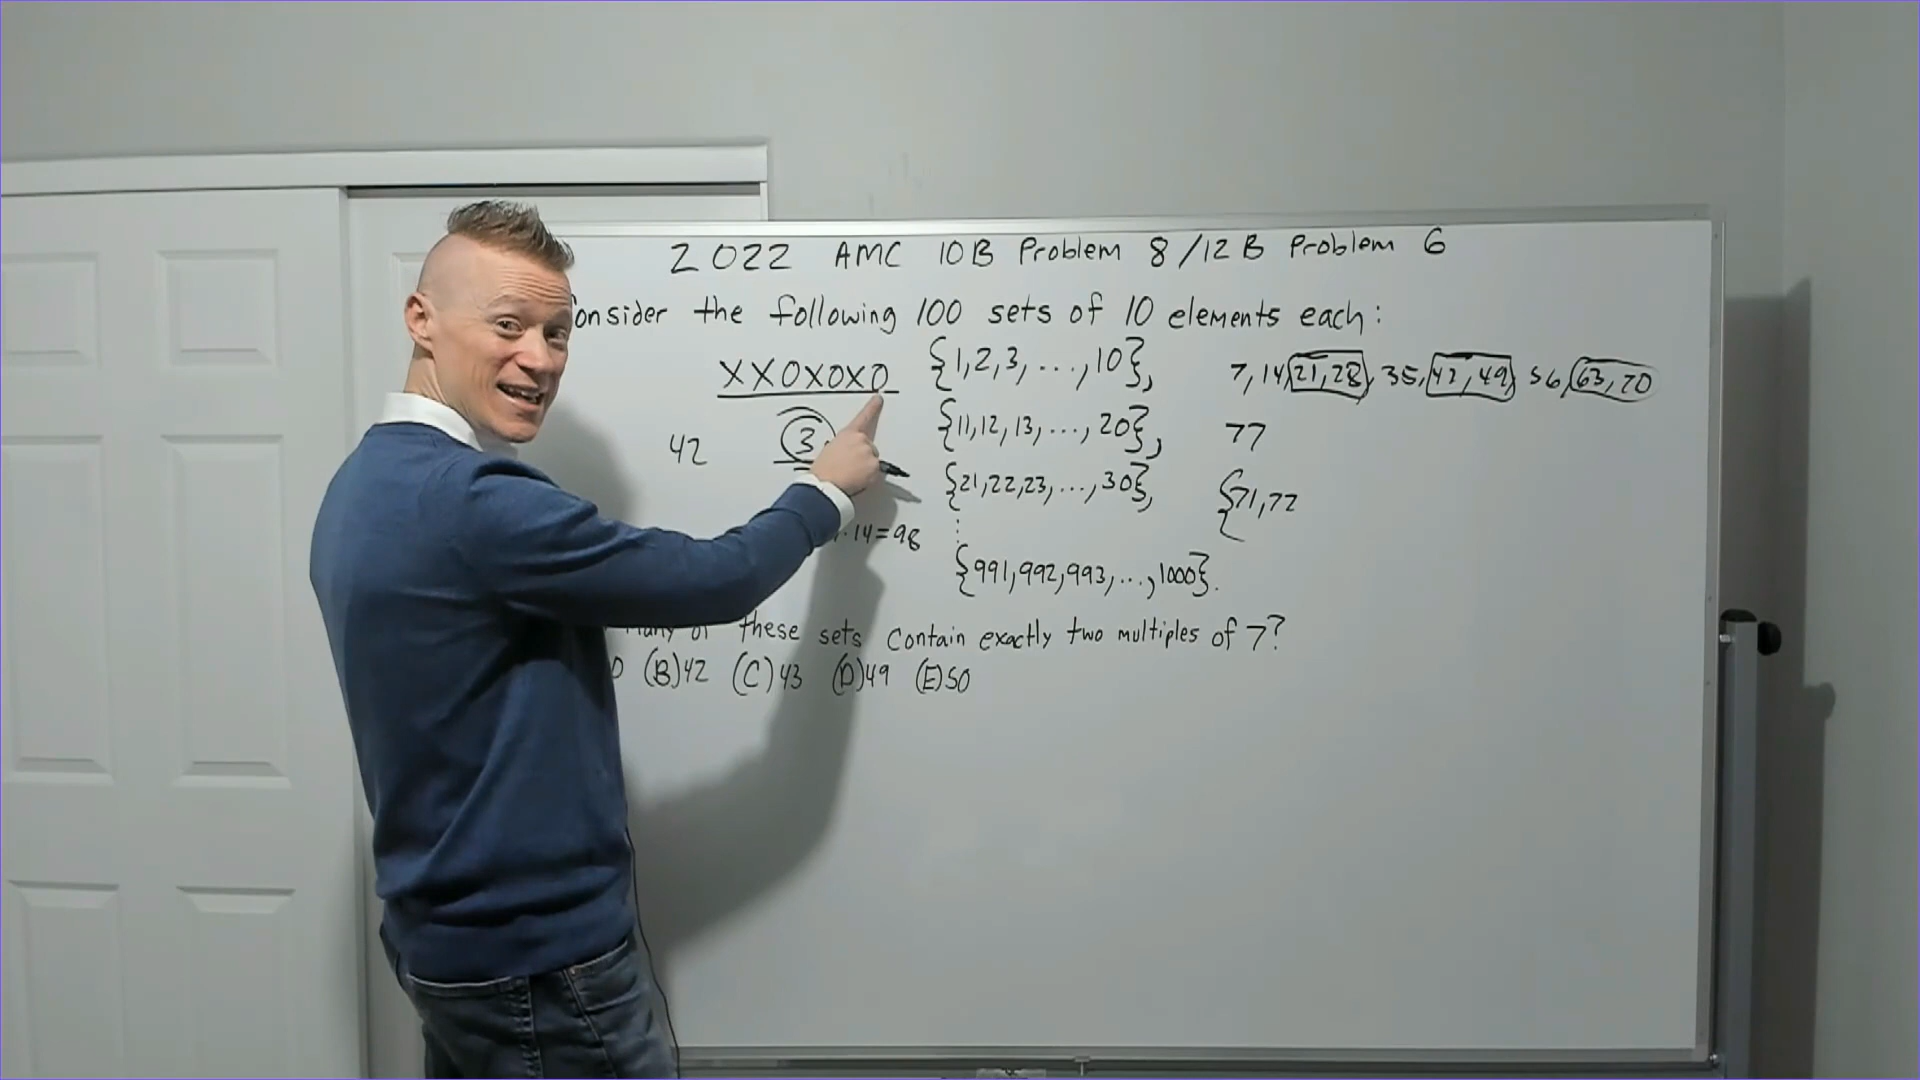 2022 AMC 10B Problem 8/12B Problem 6
onsider the following 100 sets of 10 elements each:
XXOXOXO {1,2,3,...,10}, 7,14,21,28,35,42,49,56,63,70
42 3 {11,12,13,...,20}, 77
{21,22,23,...,30}, {71,72
·14=98
{991,992,993,...,1000}.
these sets contain exactly two multiples of 7?
(B)42 (C)43 (D)49 (E)50